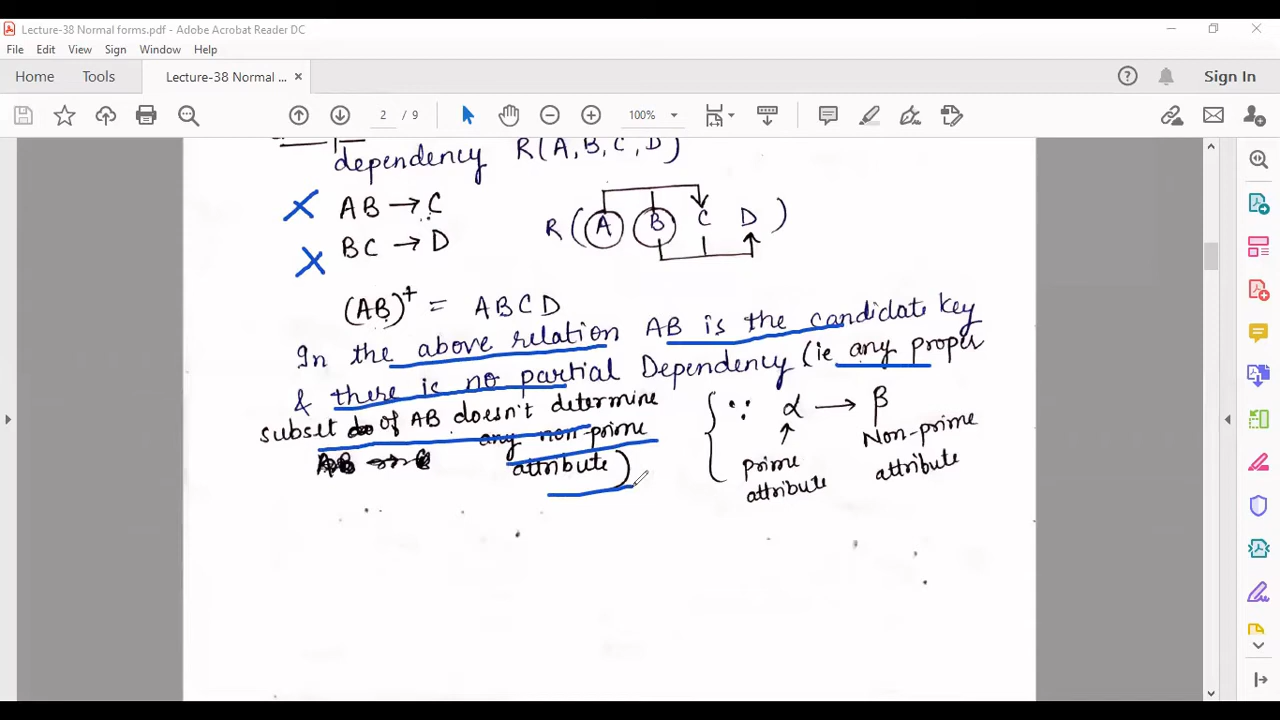 Lecture-38 Normal forms.pdf - Adobe Acrobat Reader DC
File Edit View Sign Window Help
Home Tools Lecture-38 Normal ... × Sign In
2 / 9 100%
dependency R(A,B,C,D)
AB → C
BC → D
R(A B C D)
(AB)+ = ABCD
In the above relation AB is the candidate key
& there is no partial Dependency (ie any proper
subset of AB doesn't determine
any non-prime
attribute)
∵ α → β
prime
attribute
Non-prime
attribute